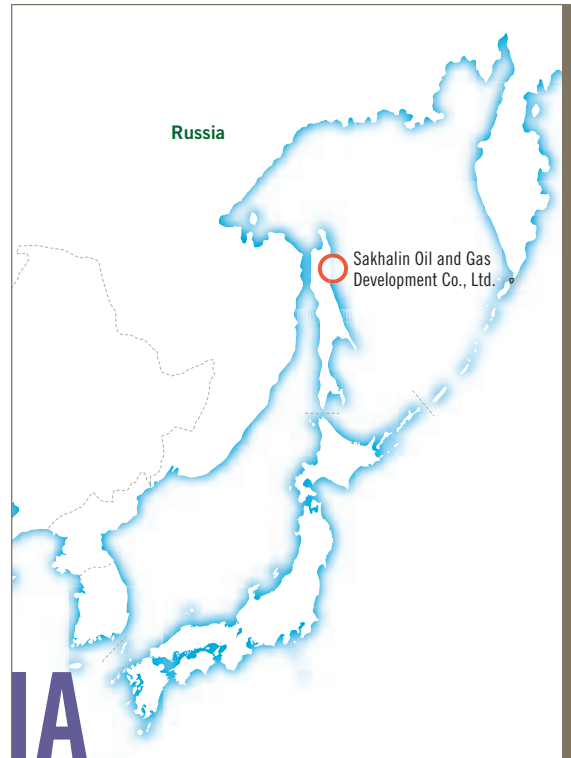 Russia
Sakhalin Oil and Gas
Development Co., Ltd.
IA